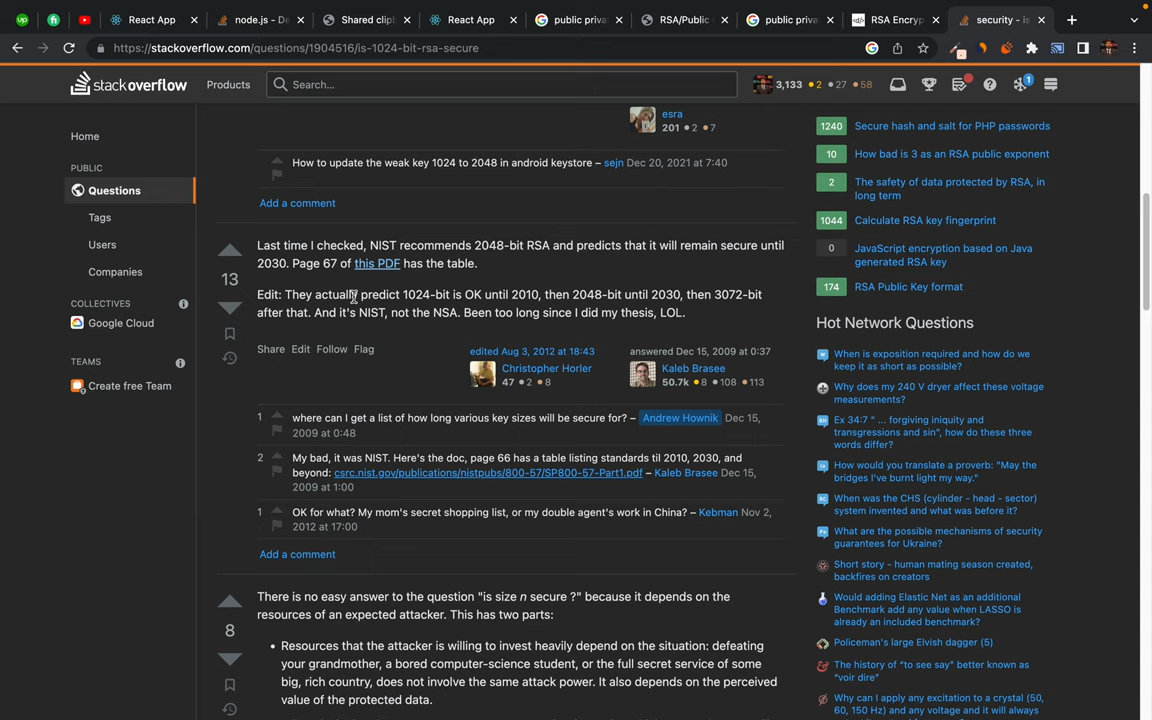 React App
node.js - De
Shared clipb
React App
public priva
RSA/Public
public priva
RSA Encryp
security - is
https://stackoverflow.com/questions/1904516/is-1024-bit-rsa-secure
stackoverflow
Products
Search...
3,133 2 27 58
1
Home
PUBLIC
Questions
Tags
Users
Companies
COLLECTIVES
Google Cloud
TEAMS
Create free Team
esra
201 2 7
How to update the weak key 1024 to 2048 in android keystore – sejn Dec 20, 2021 at 7:40
Add a comment
13
Last time I checked, NIST recommends 2048-bit RSA and predicts that it will remain secure until
2030. Page 67 of this PDF has the table.
Edit: They actually predict 1024-bit is OK until 2010, then 2048-bit until 2030, then 3072-bit
after that. And it's NIST, not the NSA. Been too long since I did my thesis, LOL.
Share Edit Follow Flag
edited Aug 3, 2012 at 18:43
Christopher Horler
47 2 8
answered Dec 15, 2009 at 0:37
Kaleb Brasee
50.7k 8 108 113
1 where can I get a list of how long various key sizes will be secure for? – Andrew Hownik Dec 15,
2009 at 0:48
2 My bad, it was NIST. Here's the doc, page 66 has a table listing standards til 2010, 2030, and
beyond: csrc.nist.gov/publications/nistpubs/800-57/SP800-57-Part1.pdf – Kaleb Brasee Dec 15,
2009 at 1:00
1 OK for what? My mom's secret shopping list, or my double agent's work in China? – Kebman Nov 2,
2012 at 17:00
Add a comment
8
There is no easy answer to the question "is size n secure ?" because it depends on the
resources of an expected attacker. This has two parts:
• Resources that the attacker is willing to invest heavily depend on the situation: defeating
your grandmother, a bored computer-science student, or the full secret service of some
big, rich country, does not involve the same attack power. It also depends on the perceived
value of the protected data.
1240 Secure hash and salt for PHP passwords
10 How bad is 3 as an RSA public exponent
2 The safety of data protected by RSA, in
long term
1044 Calculate RSA key fingerprint
0 JavaScript encryption based on Java
generated RSA key
174 RSA Public Key format
Hot Network Questions
When is exposition required and how do we
keep it as short as possible?
Why does my 240 V dryer affect these voltage
measurements?
Ex 34:7 " ... forgiving iniquity and
transgressions and sin", how do these three
words differ?
How would you translate a proverb: "May the
bridges I've burnt light my way."
When was the CHS (cylinder - head - sector)
system invented and what was before it?
What are the possible mechanisms of security
guarantees for Ukraine?
Short story - human mating season created,
backfires on creators
Would adding Elastic Net as an additional
Benchmark add any value when LASSO is
already an included benchmark?
Policeman's large Elvish dagger (5)
The history of "to see say" better known as
"voir dire"
Why can I apply any excitation to a crystal (50,
60, 150 Hz) and any voltage and it will always